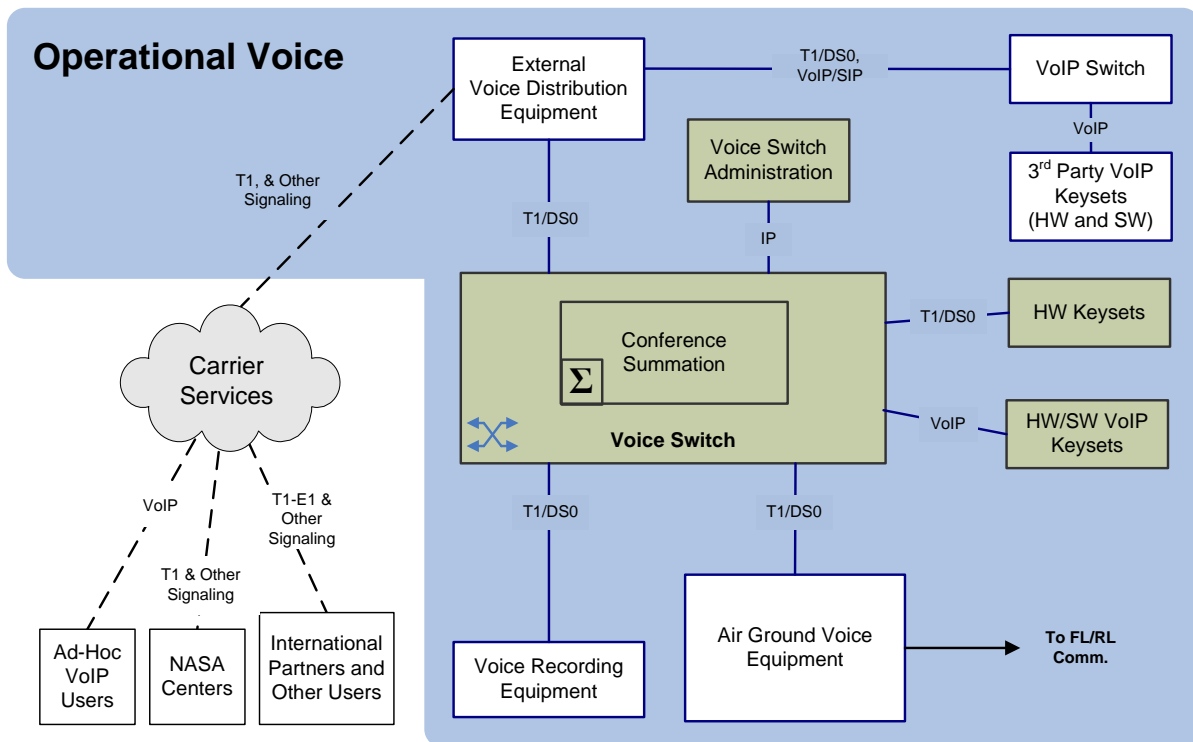 Operational Voice
External
Voice Distribution
Equipment
T1/DS0,
VoIP/SIP
VoIP Switch
VoIP
3rd Party VoIP
Keysets
(HW and SW)
Voice Switch
Administration
T1, & Other
Signaling
T1/DS0
IP
Conference
Summation
Σ
Voice Switch
T1/DS0
HW Keysets
VoIP
HW/SW VoIP
Keysets
Carrier
Services
VoIP
T1 & Other
Signaling
T1-E1 &
Other
Signaling
T1/DS0
T1/DS0
Ad-Hoc
VoIP
Users
NASA
Centers
International
Partners and
Other Users
Voice Recording
Equipment
Air Ground Voice
Equipment
To FL/RL
Comm.